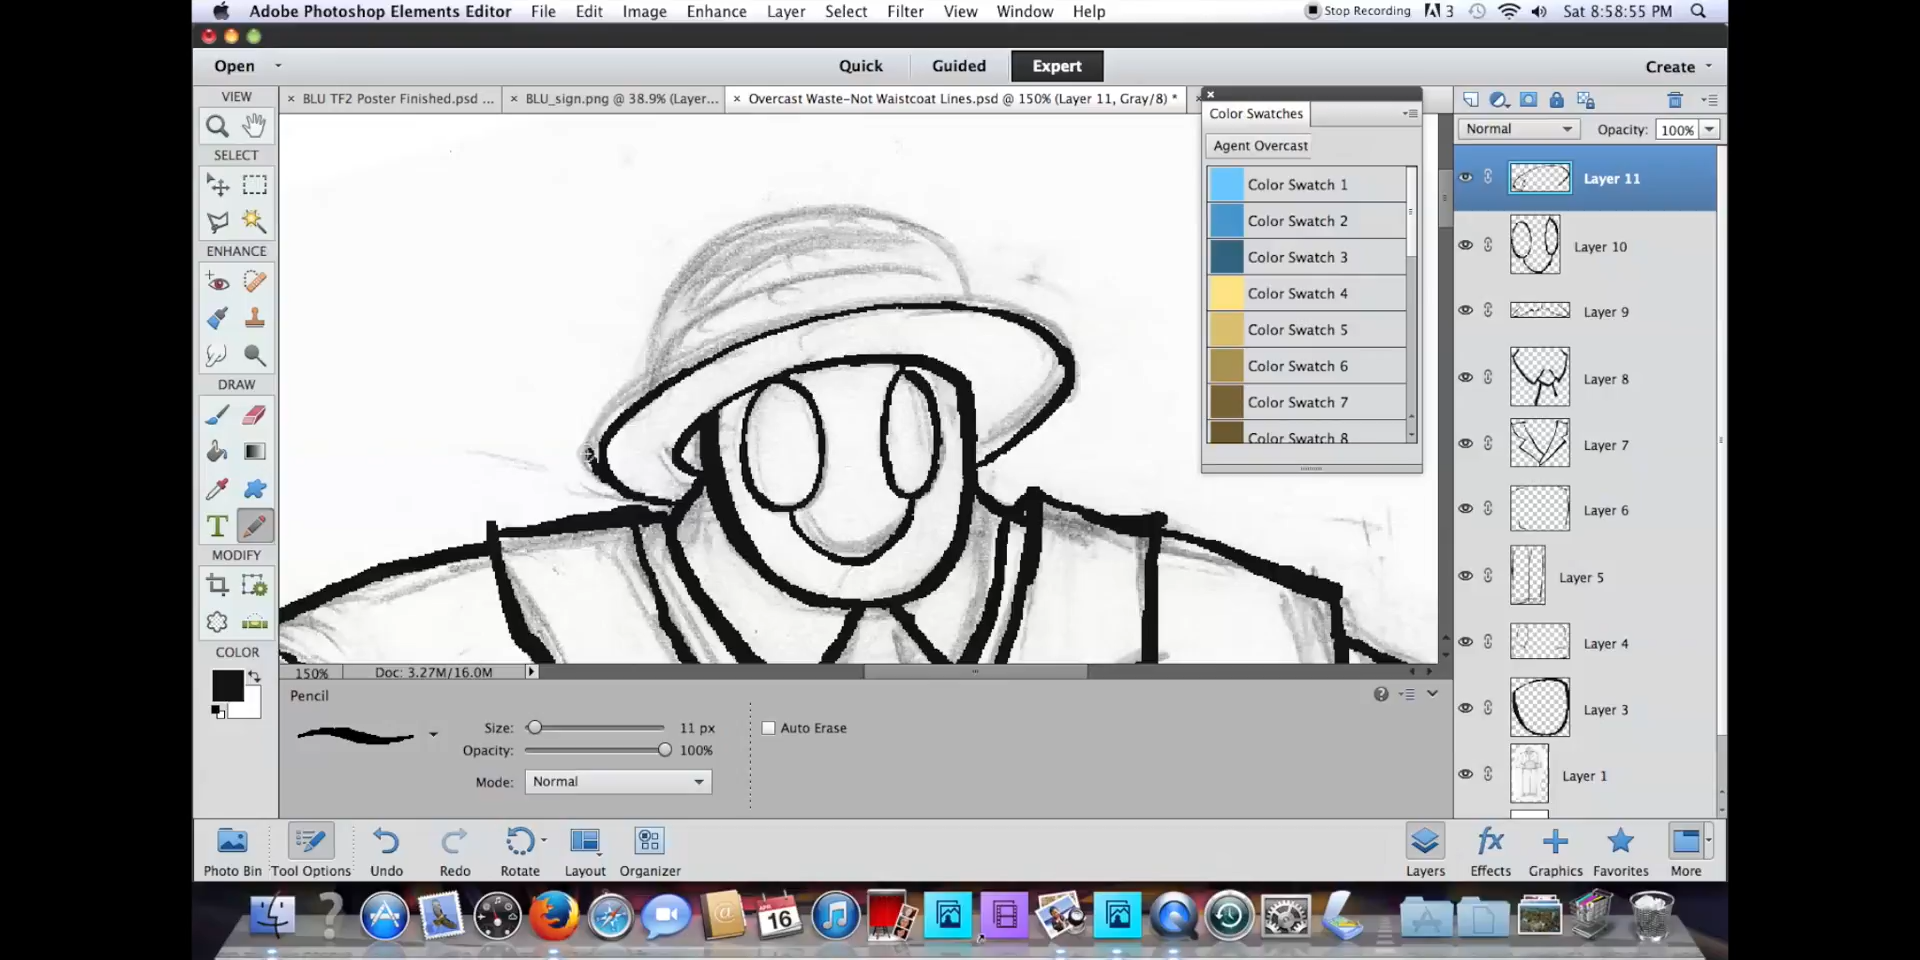 Adobe Photoshop Elements Editor File Edit Image Enhance Layer Select Filter View Window Help Stop Recording 3 Sat 8:58:55 PM
Open Quick Guided Expert Create
VIEW
BLU TF2 Poster Finished.psd ... BLU_sign.png @ 38.9% (Layer... Overcast Waste-Not Waistcoat Lines.psd @ 150% (Layer 11, Gray/8) *
Color Swatches
Agent Overcast
Color Swatch 1
Color Swatch 2
Color Swatch 3
Color Swatch 4
Color Swatch 5
Color Swatch 6
Color Swatch 7
Color Swatch 8
Normal Opacity: 100%
Layer 11
Layer 10
Layer 9
Layer 8
Layer 7
Layer 6
Layer 5
Layer 4
Layer 3
Layer 1
SELECT
ENHANCE
DRAW
T
MODIFY
COLOR
150% Doc: 3.27M/16.0M
Pencil
Size: 11 px
Auto Erase
Opacity: 100%
Mode: Normal
Photo Bin Tool Options Undo Redo Rotate Layout Organizer Layers Effects Graphics Favorites More
APR
16